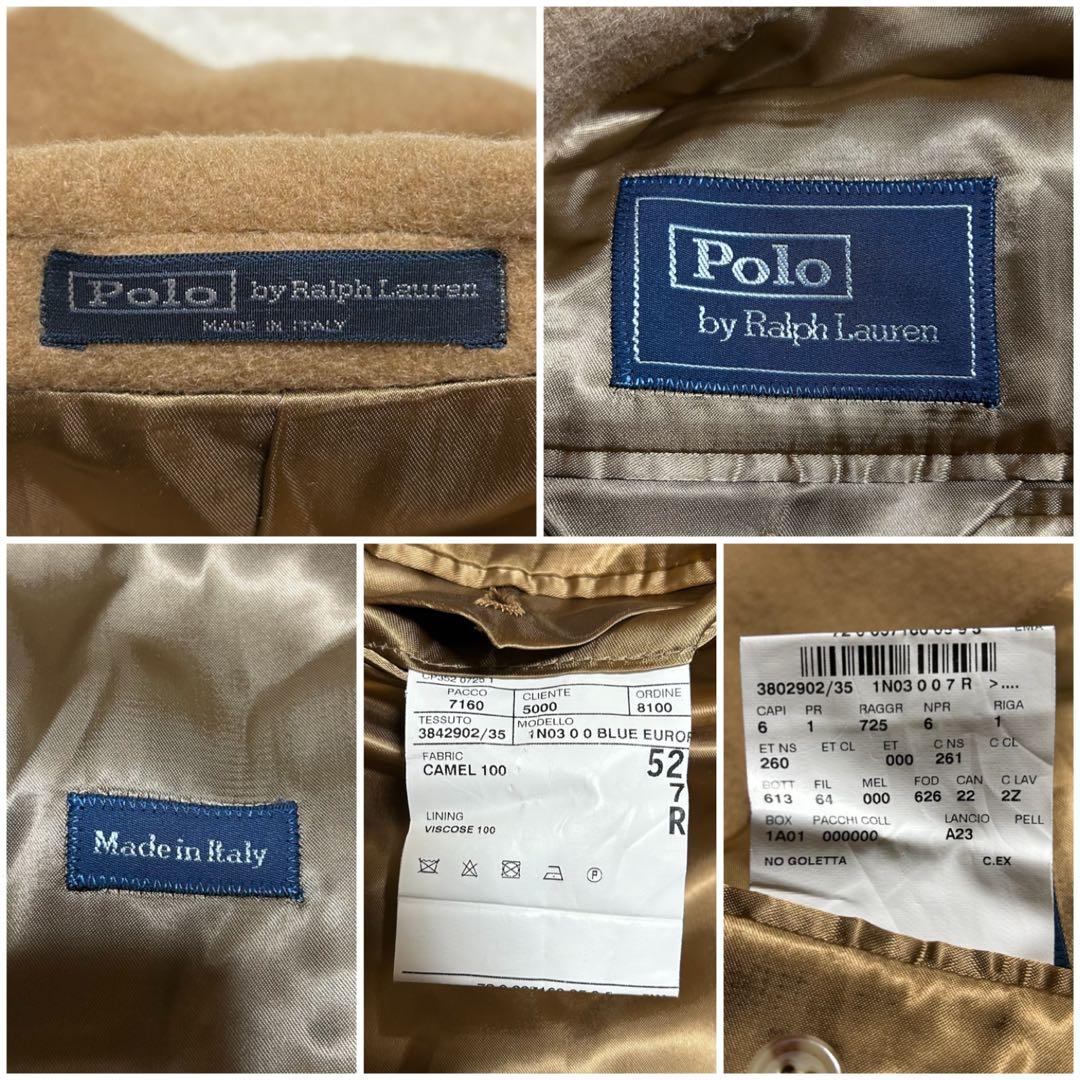 Polo by Ralph Lauren
MADE IN ITALY
Polo
by Ralph Lauren
Made in Italy
CP352 0725 1
PACCO CLIENTE ORDINE
7160 5000 8100
TESSUTO MODELLO
3842902/35 1N03 0 0 BLUE EUROP
FABRIC
CAMEL 100
52
7
R
LINING
VISCOSE 100
P
3802902/35 1N03 0 0 7 R >....
CAPI PR RAGGR NPR RIGA
6 1 725 6 1
ET NS ET CL ET C NS C CL
260 000 261
BOTT FIL MEL FOD CAN C LAV
613 64 000 626 22 2Z
BOX PACCHI COLL LANCIO PELL
1A01 000000 A23
NO GOLETTA C.EX